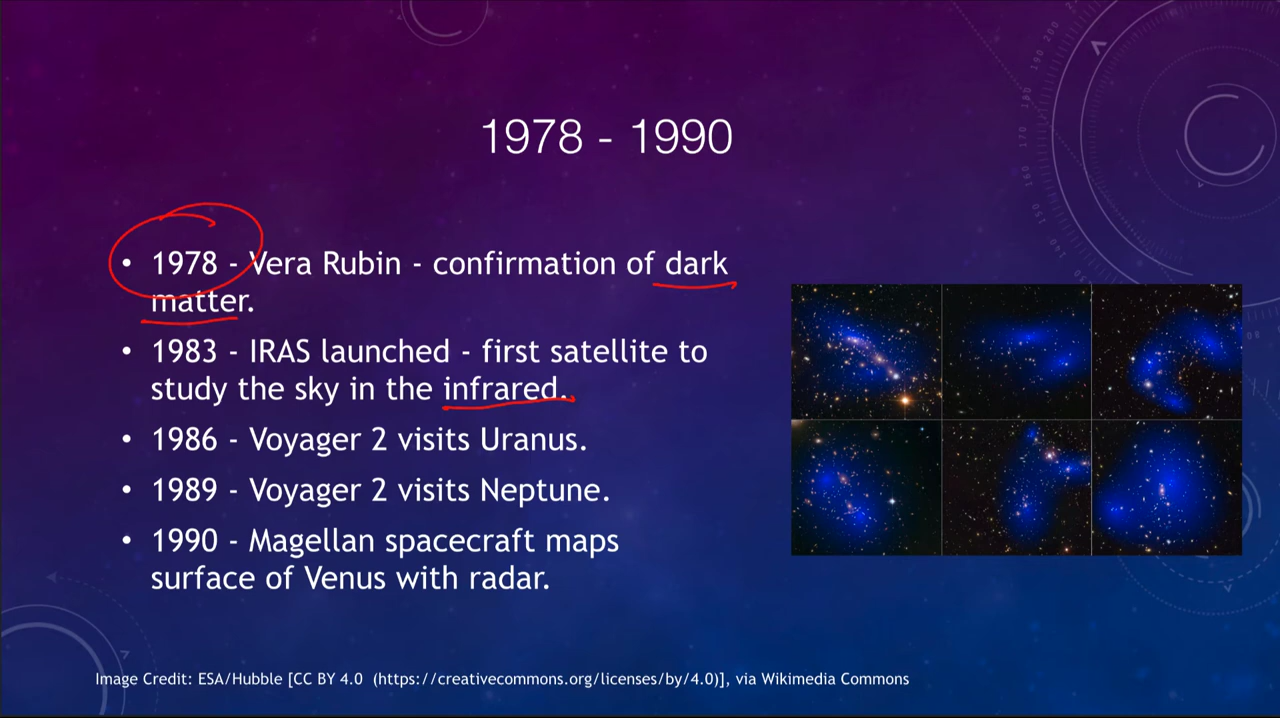 1978 - 1990
• 1978 - Vera Rubin - confirmation of dark
matter.
• 1983 - IRAS launched - first satellite to
study the sky in the infrared.
• 1986 - Voyager 2 visits Uranus.
• 1989 - Voyager 2 visits Neptune.
• 1990 - Magellan spacecraft maps
surface of Venus with radar.
Image Credit: ESA/Hubble [CC BY 4.0 (https://creativecommons.org/licenses/by/4.0)], via Wikimedia Commons